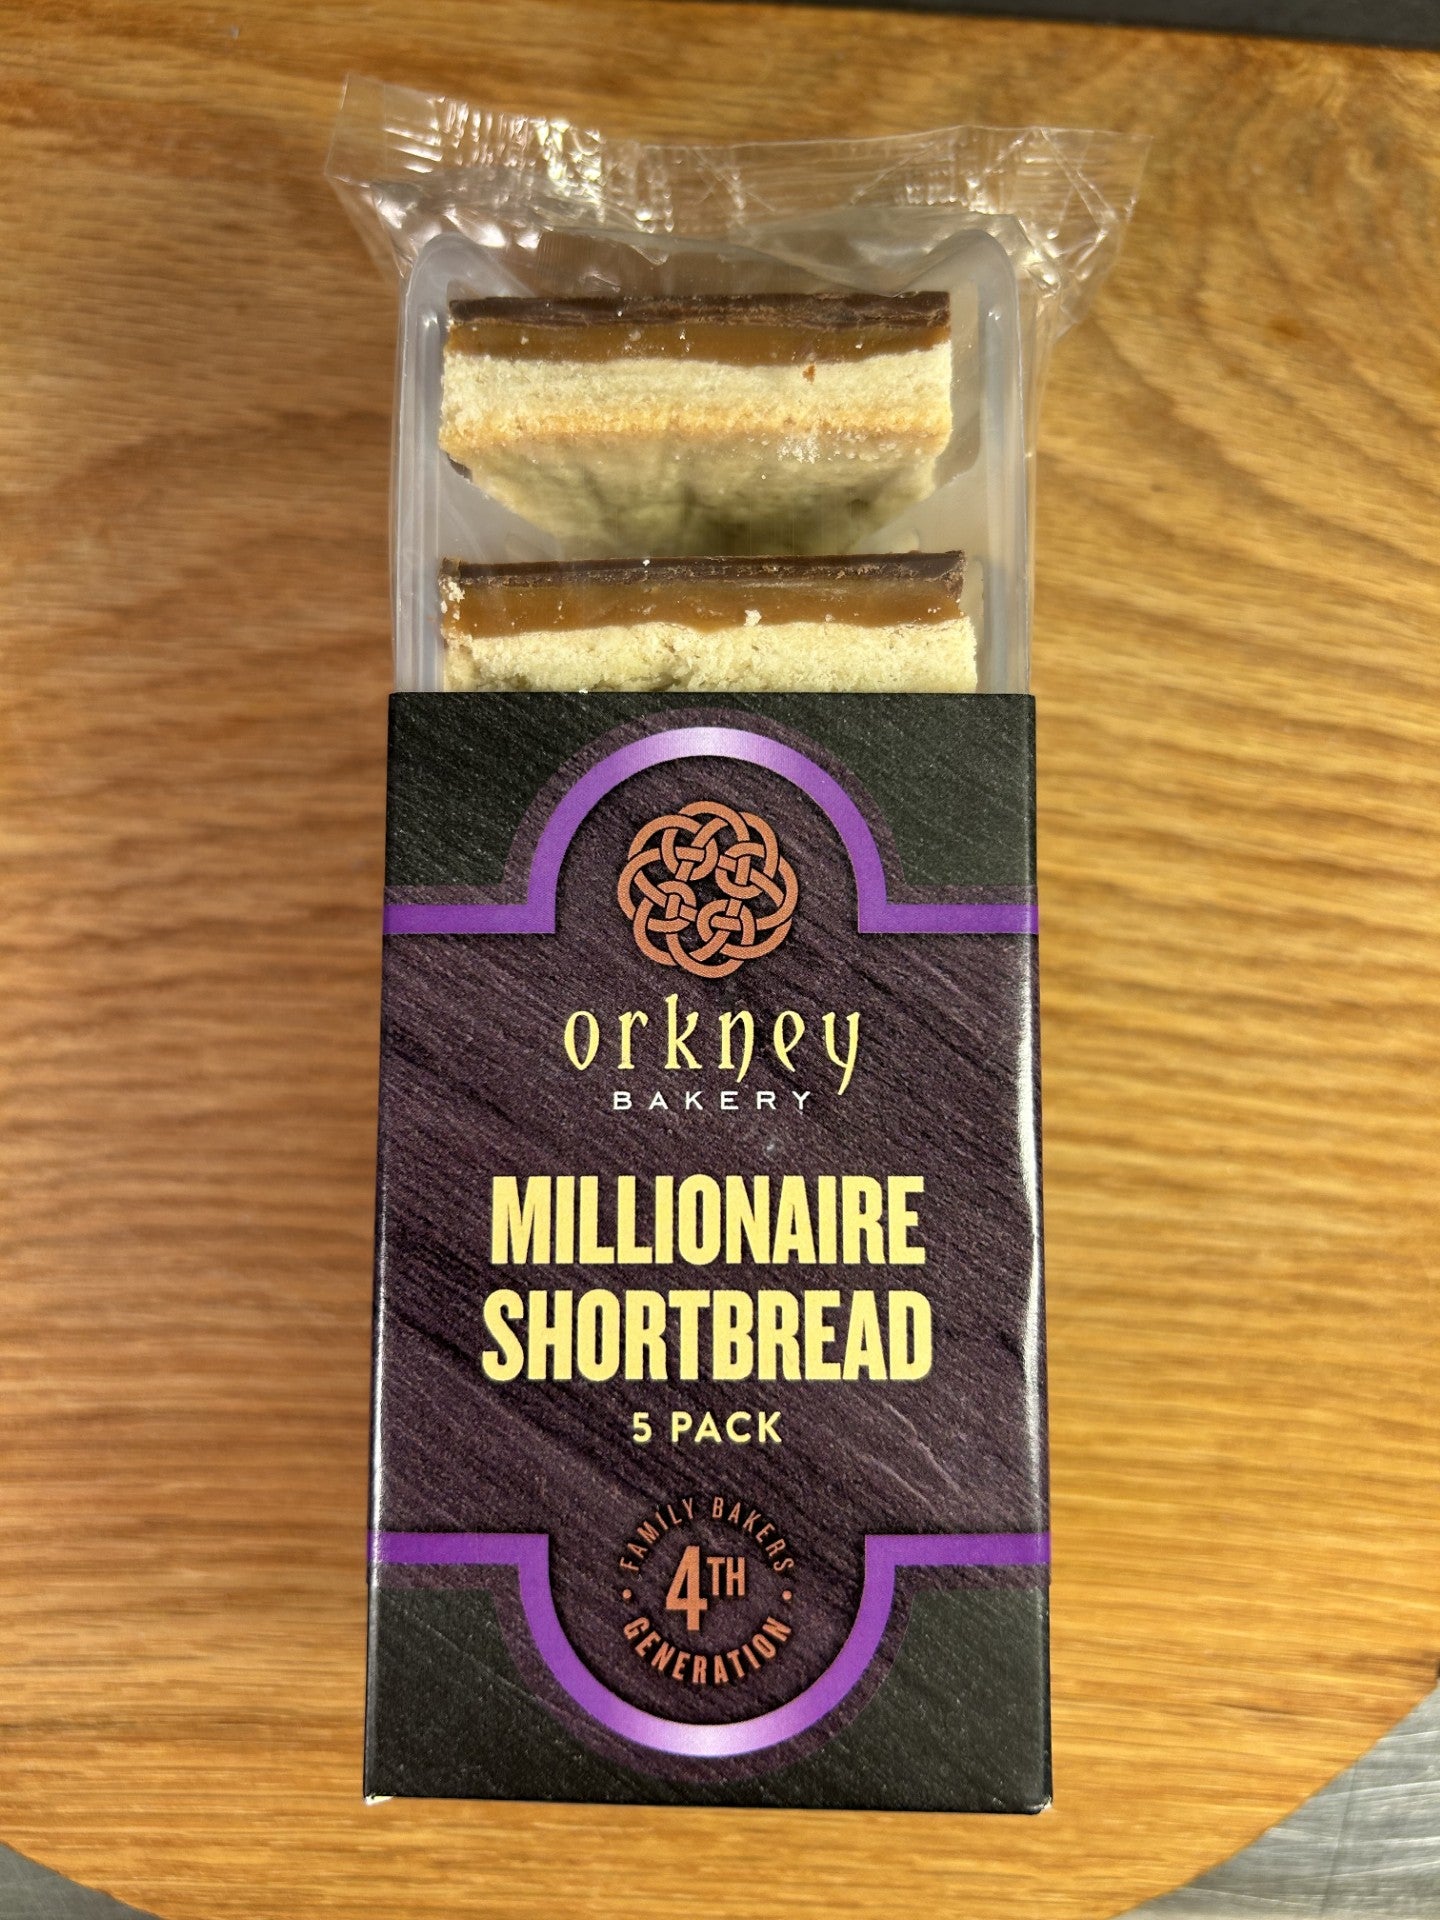 orkney
BAKERY
MILLIONAIRE
SHORTBREAD
5 PACK
FAMILY BAKERS
4TH
GENERATION